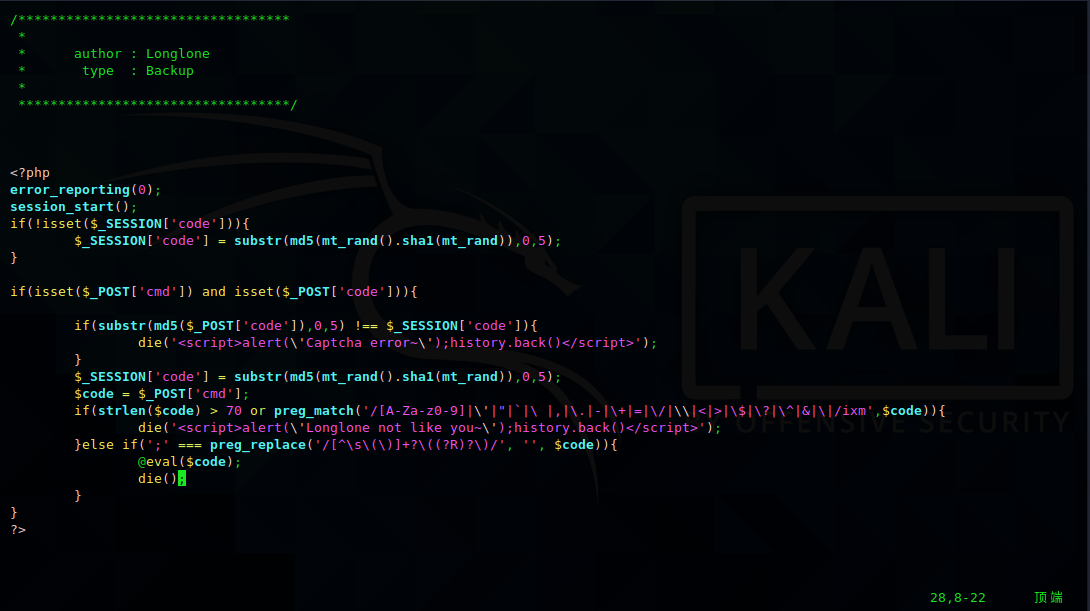 /**********************************
 *
 *      author : Longlone
 *       type  : Backup
 *
 **********************************/
<?php
error_reporting(0);
session_start();
if(!isset($_SESSION['code'])){
        $_SESSION['code'] = substr(md5(mt_rand().sha1(mt_rand)),0,5);
}
if(isset($_POST['cmd']) and isset($_POST['code'])){
        if(substr(md5($_POST['code']),0,5) !== $_SESSION['code']){
                die('<script>alert(\'Captcha error~\');history.back()</script>');
        }
        $_SESSION['code'] = substr(md5(mt_rand().sha1(mt_rand)),0,5);
        $code = $_POST['cmd'];
        if(strlen($code) > 70 or preg_match('/[A-Za-z0-9]|\'|"|`|\ |,|\.|-|\+|=|\/|\\|<|>|\$|\?|\^|&|\|/ixm',$code)){
                die('<script>alert(\'Longlone not like you~\');history.back()</script>');
        }else if(';' === preg_replace('/[^\s\(\)]+?\((?R)?\)/', '', $code)){
                @eval($code);
                die();
        }
}
?>
KALI
OFFENSIVE SECURITY
28,8-22      顶端